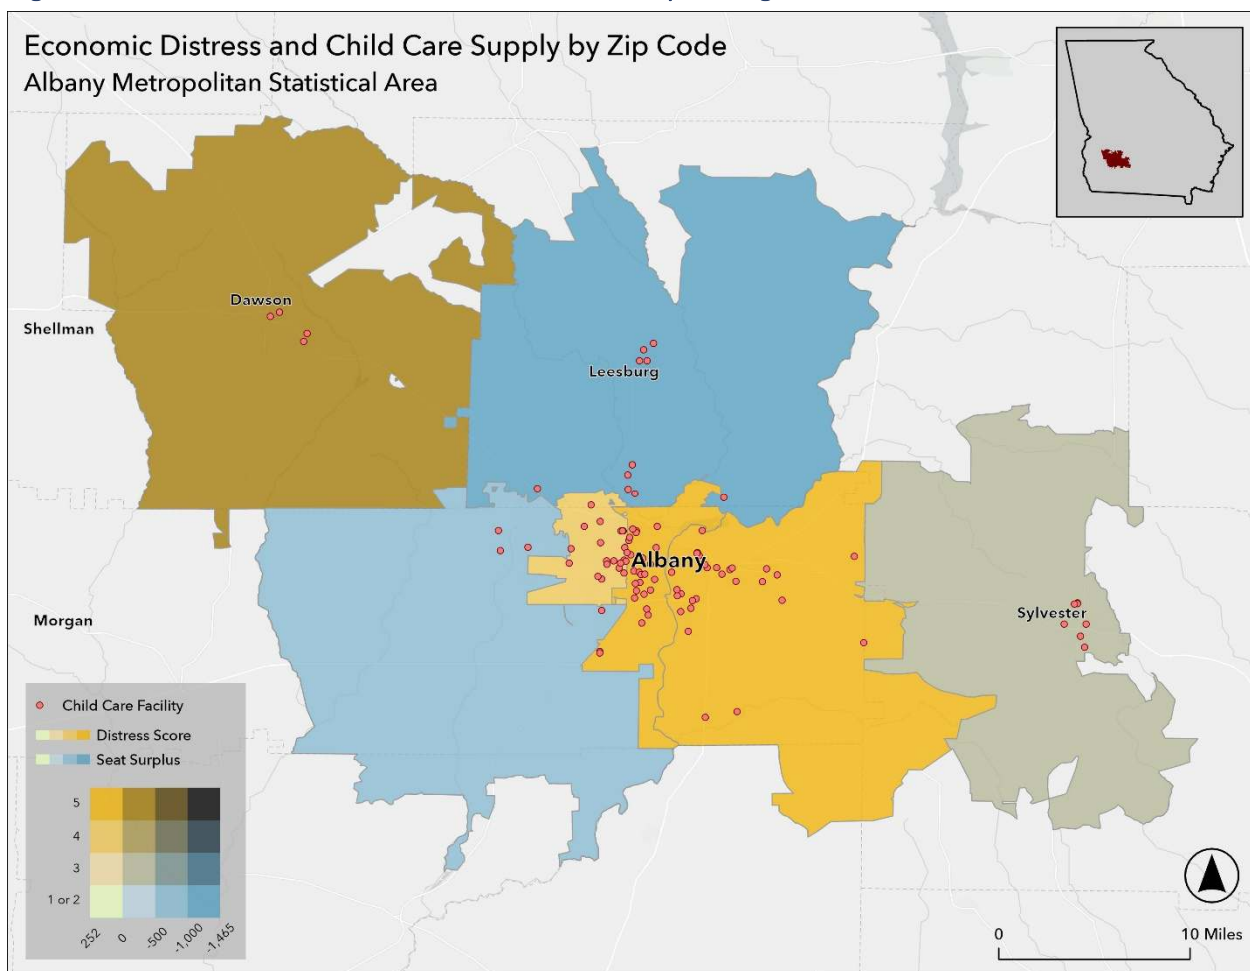 Economic Distress and Child Care Supply by Zip Code
Albany Metropolitan Statistical Area
Dawson
Shellman
Leesburg
Albany
Sylvester
Morgan
Child Care Facility
Distress Score
Seat Surplus
5
4
3
1 or 2
252
0
-500
-1,000
-1,465
0
10 Miles